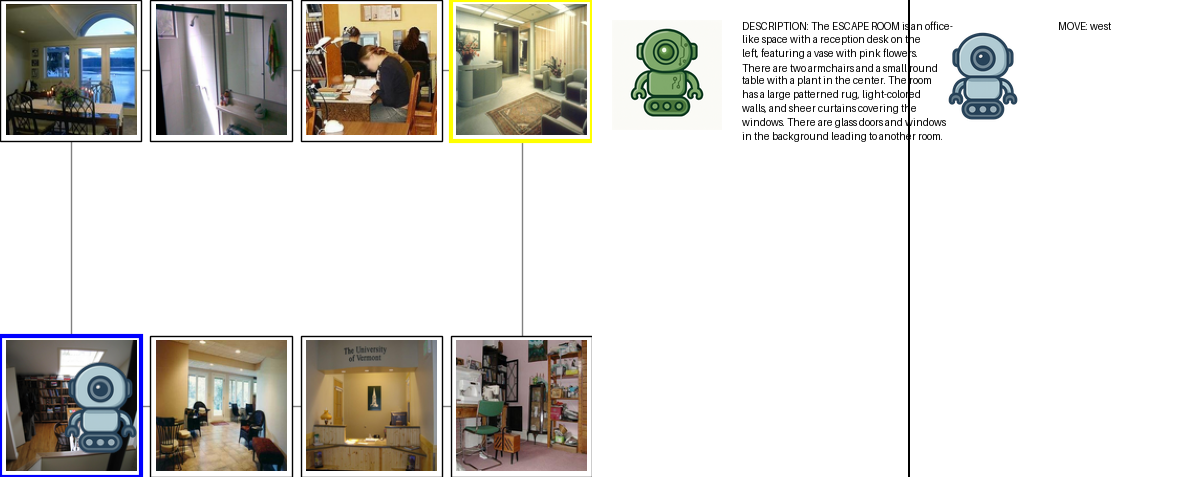 DESCRIPTION: The ESCAPE ROOM is an office-
like space with a reception desk on the
left, featuring a vase with pink flowers.
There are two armchairs and a small round
table with a plant in the center. The room
has a large patterned rug, light-colored
walls, and sheer curtains covering the
windows. There are glass doors and windows
in the background leading to another room.
MOVE: west
The University
of Vermont